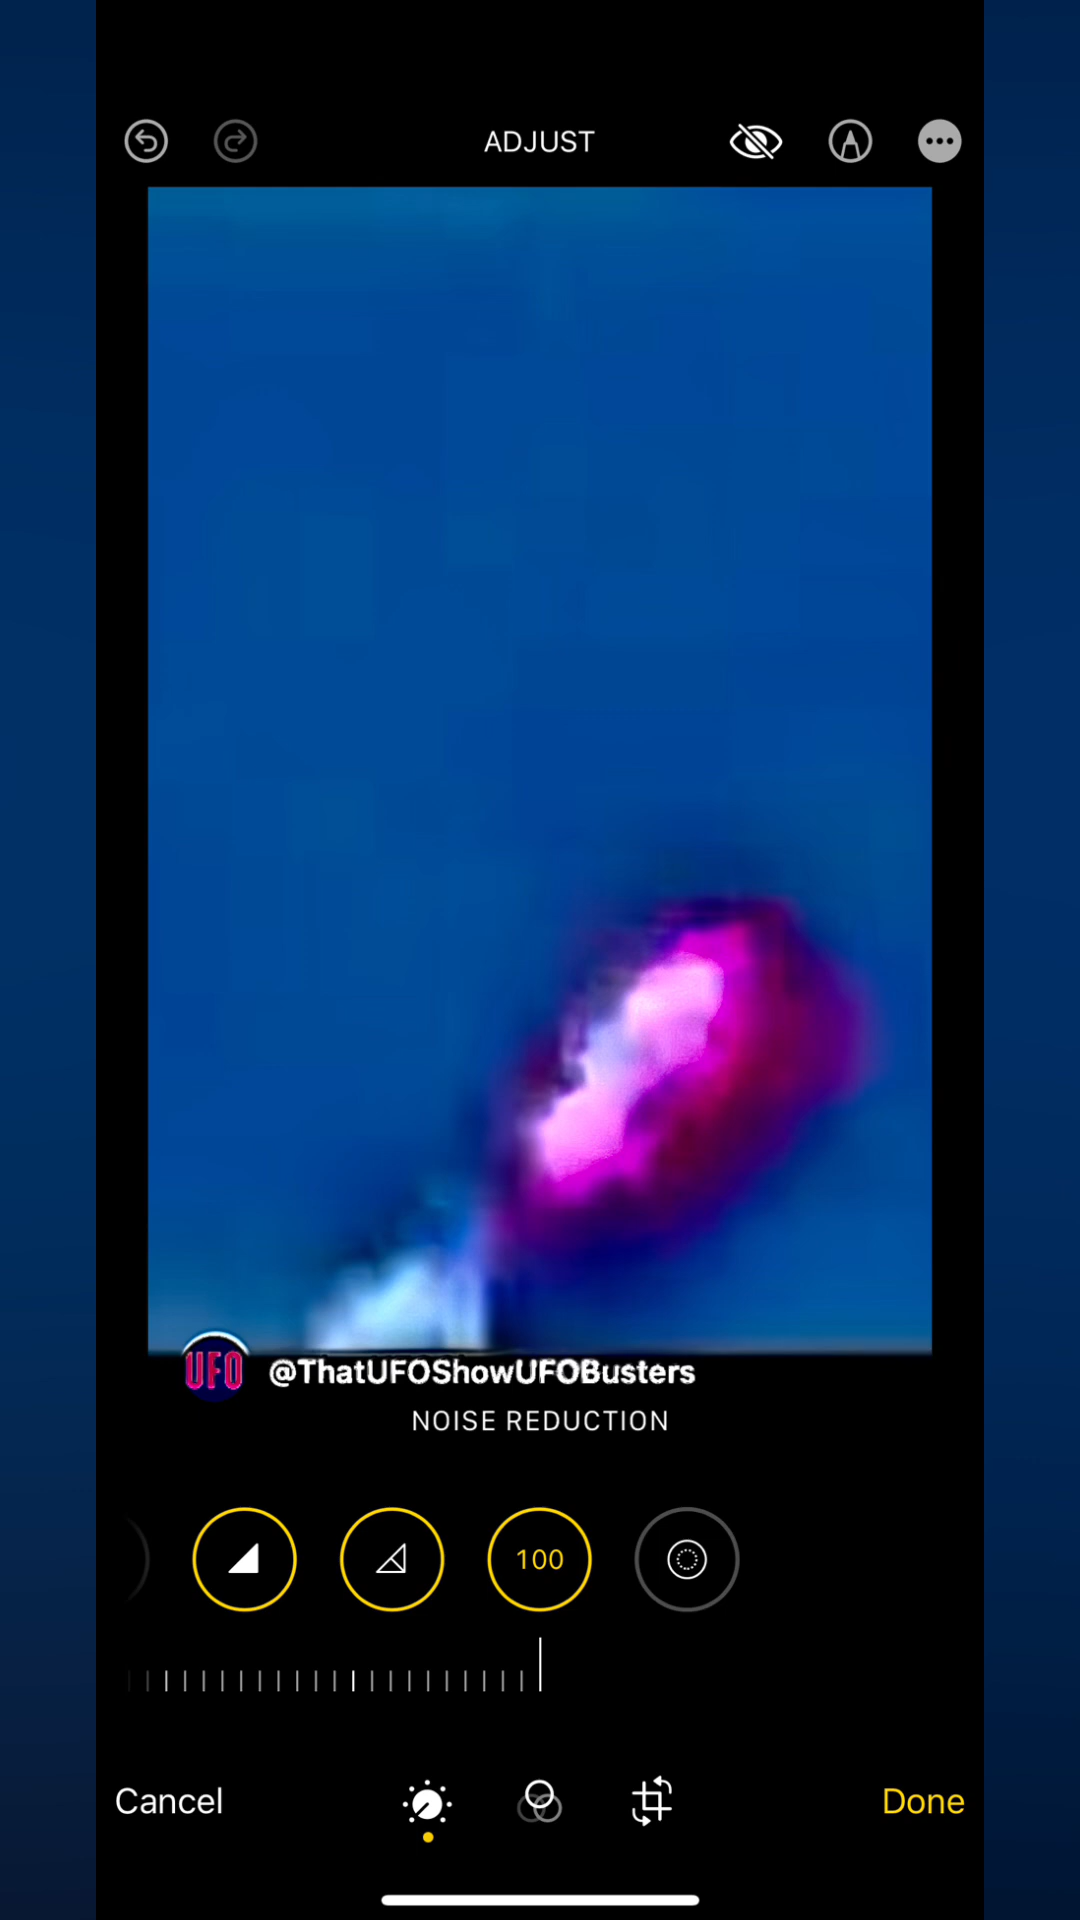 ADJUST
UFO
@ThatUFOShowUFOBusters
NOISE REDUCTION
100
Cancel
Done